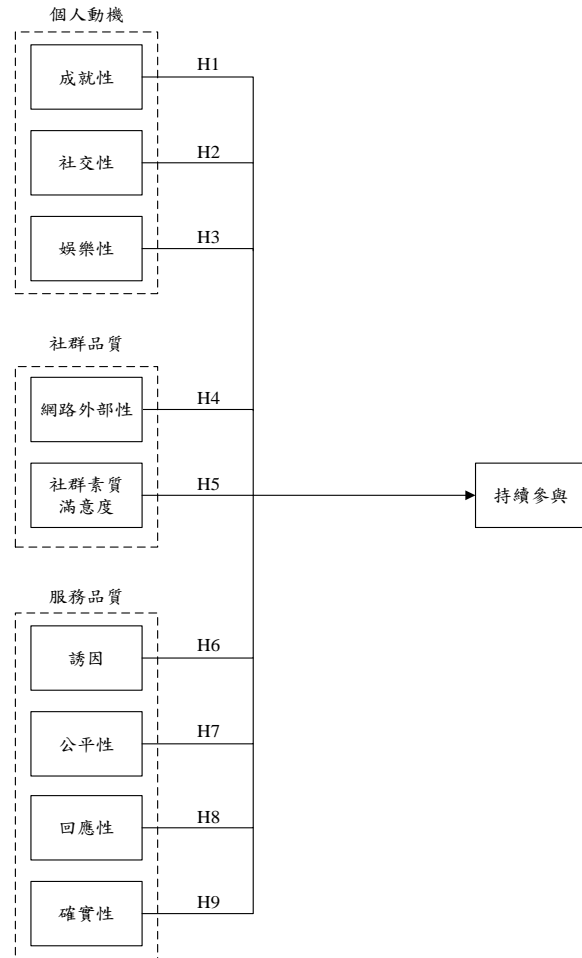 個人動機
成就性
H1
社交性
H2
娛樂性
H3
社群品質
網路外部性
H4
社群素質
滿意度
H5
持續參與
服務品質
誘因
H6
公平性
H7
回應性
H8
確實性
H9